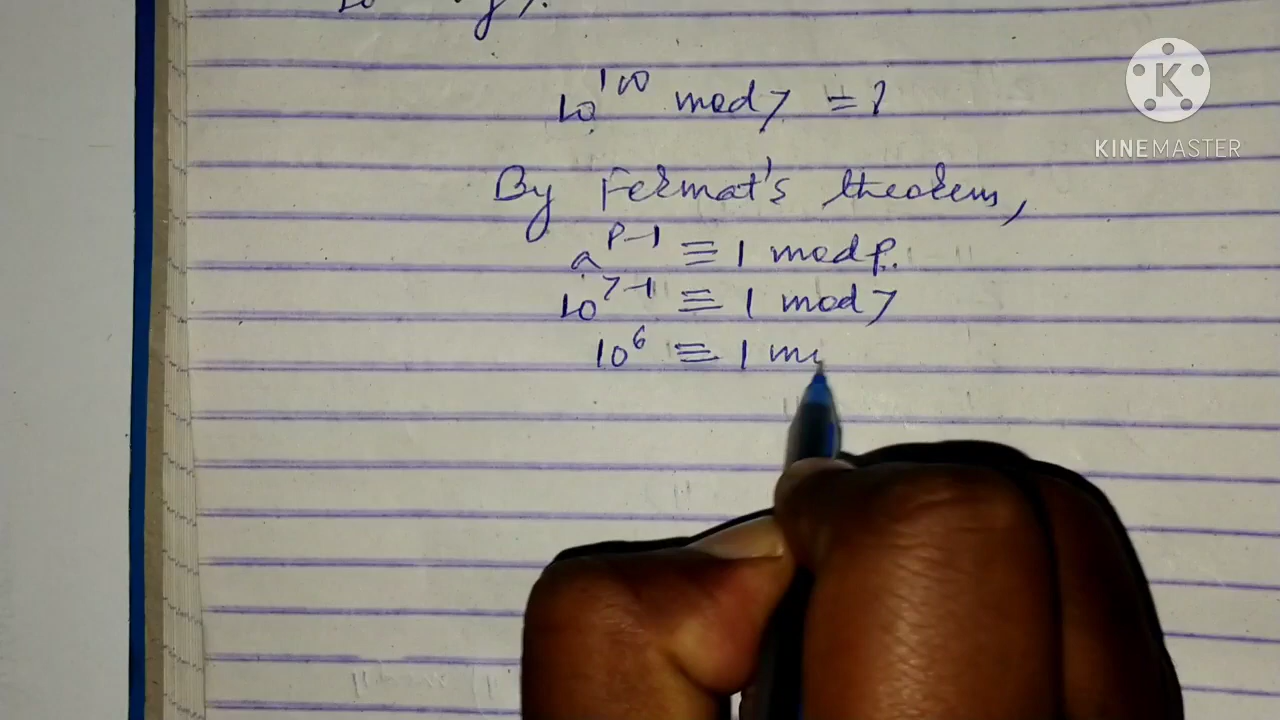 10^100 mod 7 = ?
K
KINEMASTER
By Fermat's theorem,
a^p-1 ≡ 1 mod p.
10^7-1 ≡ 1 mod 7
10^6 ≡ 1 mo